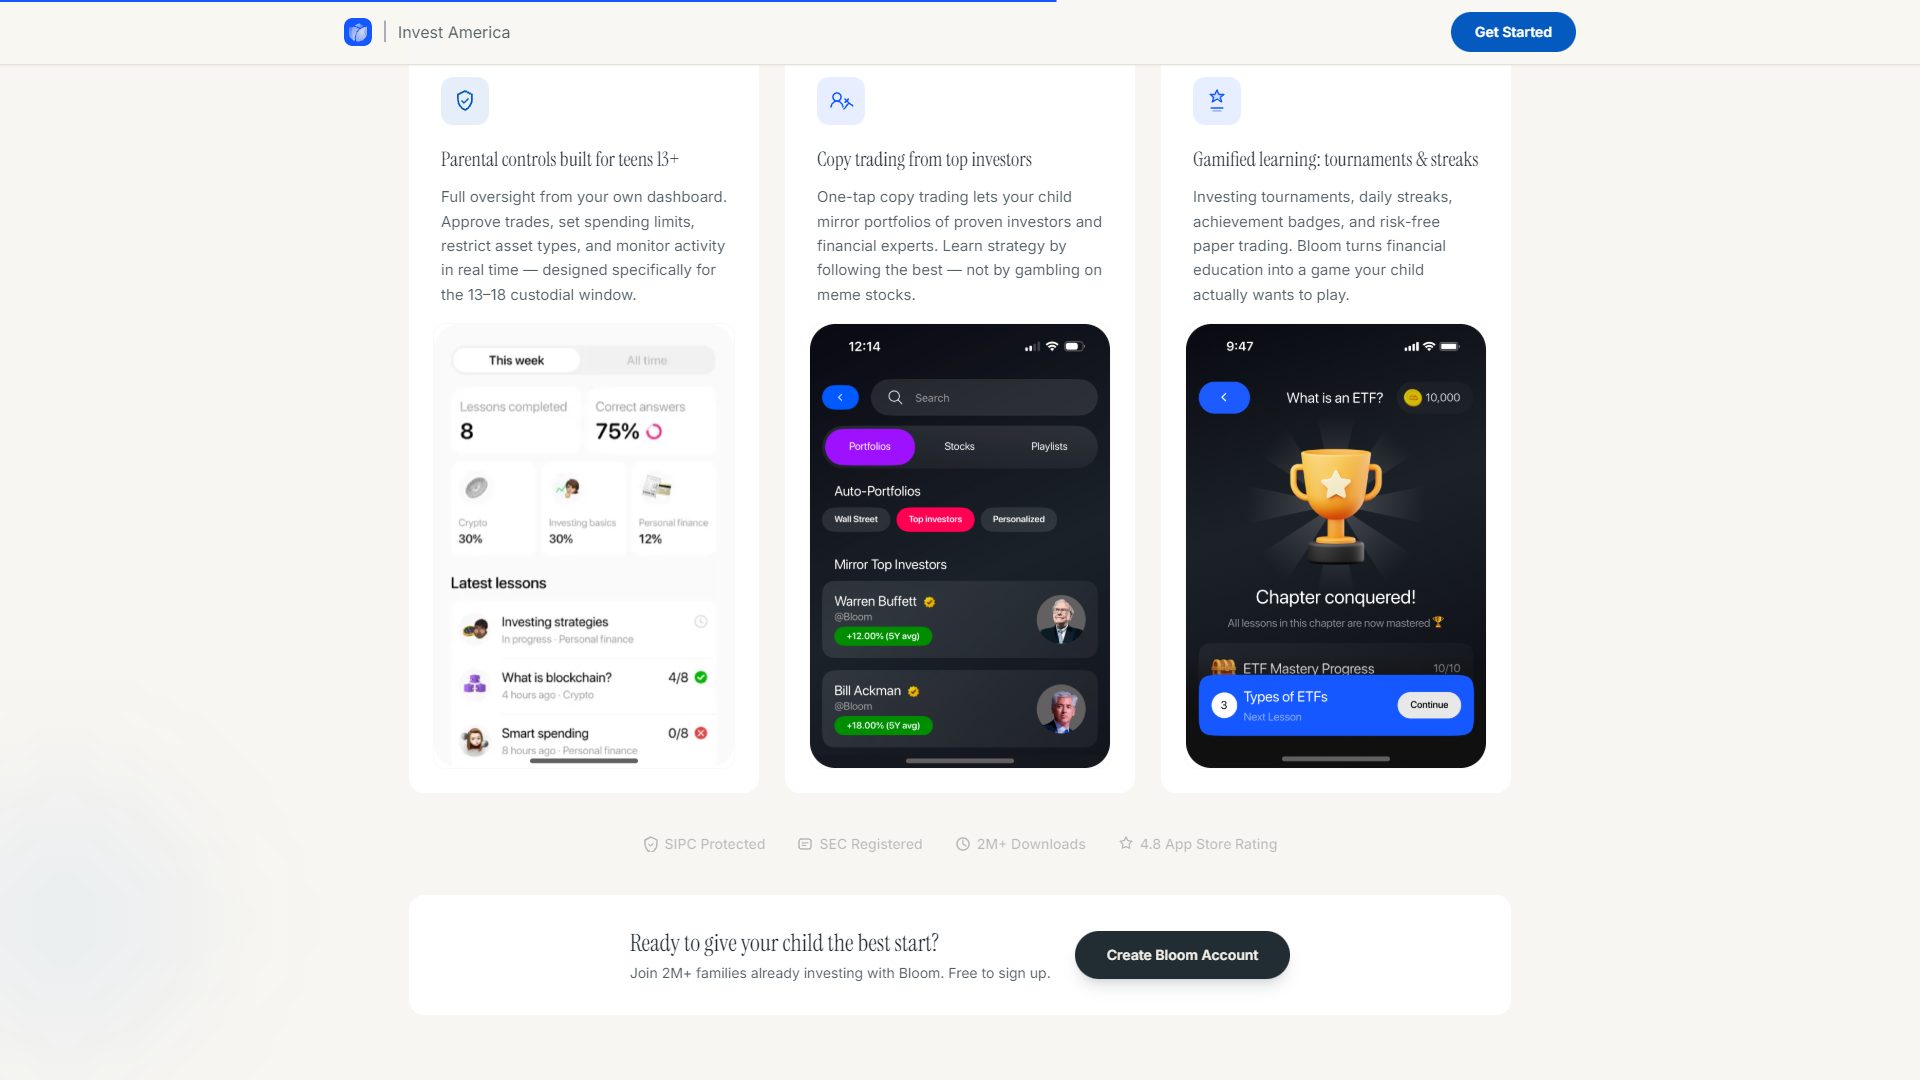 Invest America
Get Started
Parental controls built for teens 13+
Full oversight from your own dashboard.
Approve trades, set spending limits,
restrict asset types, and monitor activity
in real time — designed specifically for
the 13–18 custodial window.
This week
All time
Lessons completed
8
Correct answers
75%
Crypto
30%
Investing basics
30%
Personal finance
12%
Latest lessons
Investing strategies
In progress · Personal finance
What is blockchain?
4 hours ago · Crypto
4/8
Smart spending
8 hours ago · Personal finance
0/8
Copy trading from top investors
One-tap copy trading lets your child
mirror portfolios of proven investors and
financial experts. Learn strategy by
following the best — not by gambling on
meme stocks.
12:14
Search
Portfolios
Stocks
Playlists
Auto-Portfolios
Wall Street
Top investors
Personalized
Mirror Top Investors
Warren Buffett
@Bloom
+12.00% (5Y avg)
Bill Ackman
@Bloom
+18.00% (5Y avg)
Gamified learning: tournaments & streaks
Investing tournaments, daily streaks,
achievement badges, and risk-free
paper trading. Bloom turns financial
education into a game your child
actually wants to play.
9:47
What is an ETF?
10,000
Chapter conquered!
All lessons in this chapter are now mastered 🏆
ETF Mastery Progress
10/10
3
Types of ETFs
Next Lesson
Continue
SIPC Protected
SEC Registered
2M+ Downloads
4.8 App Store Rating
Ready to give your child the best start?
Join 2M+ families already investing with Bloom. Free to sign up.
Create Bloom Account